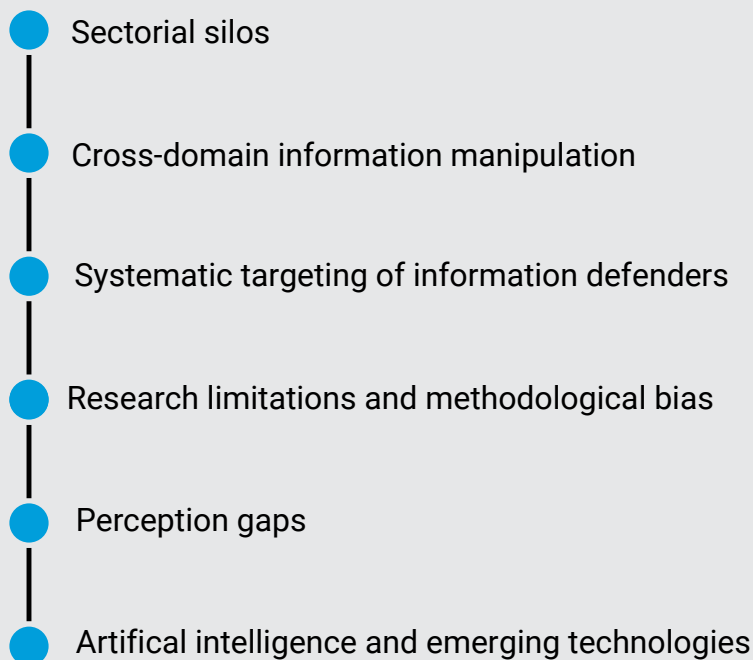 Sectorial silos
Cross-domain information manipulation
Systematic targeting of information defenders
Research limitations and methodological bias
Perception gaps
Artifical intelligence and emerging technologies